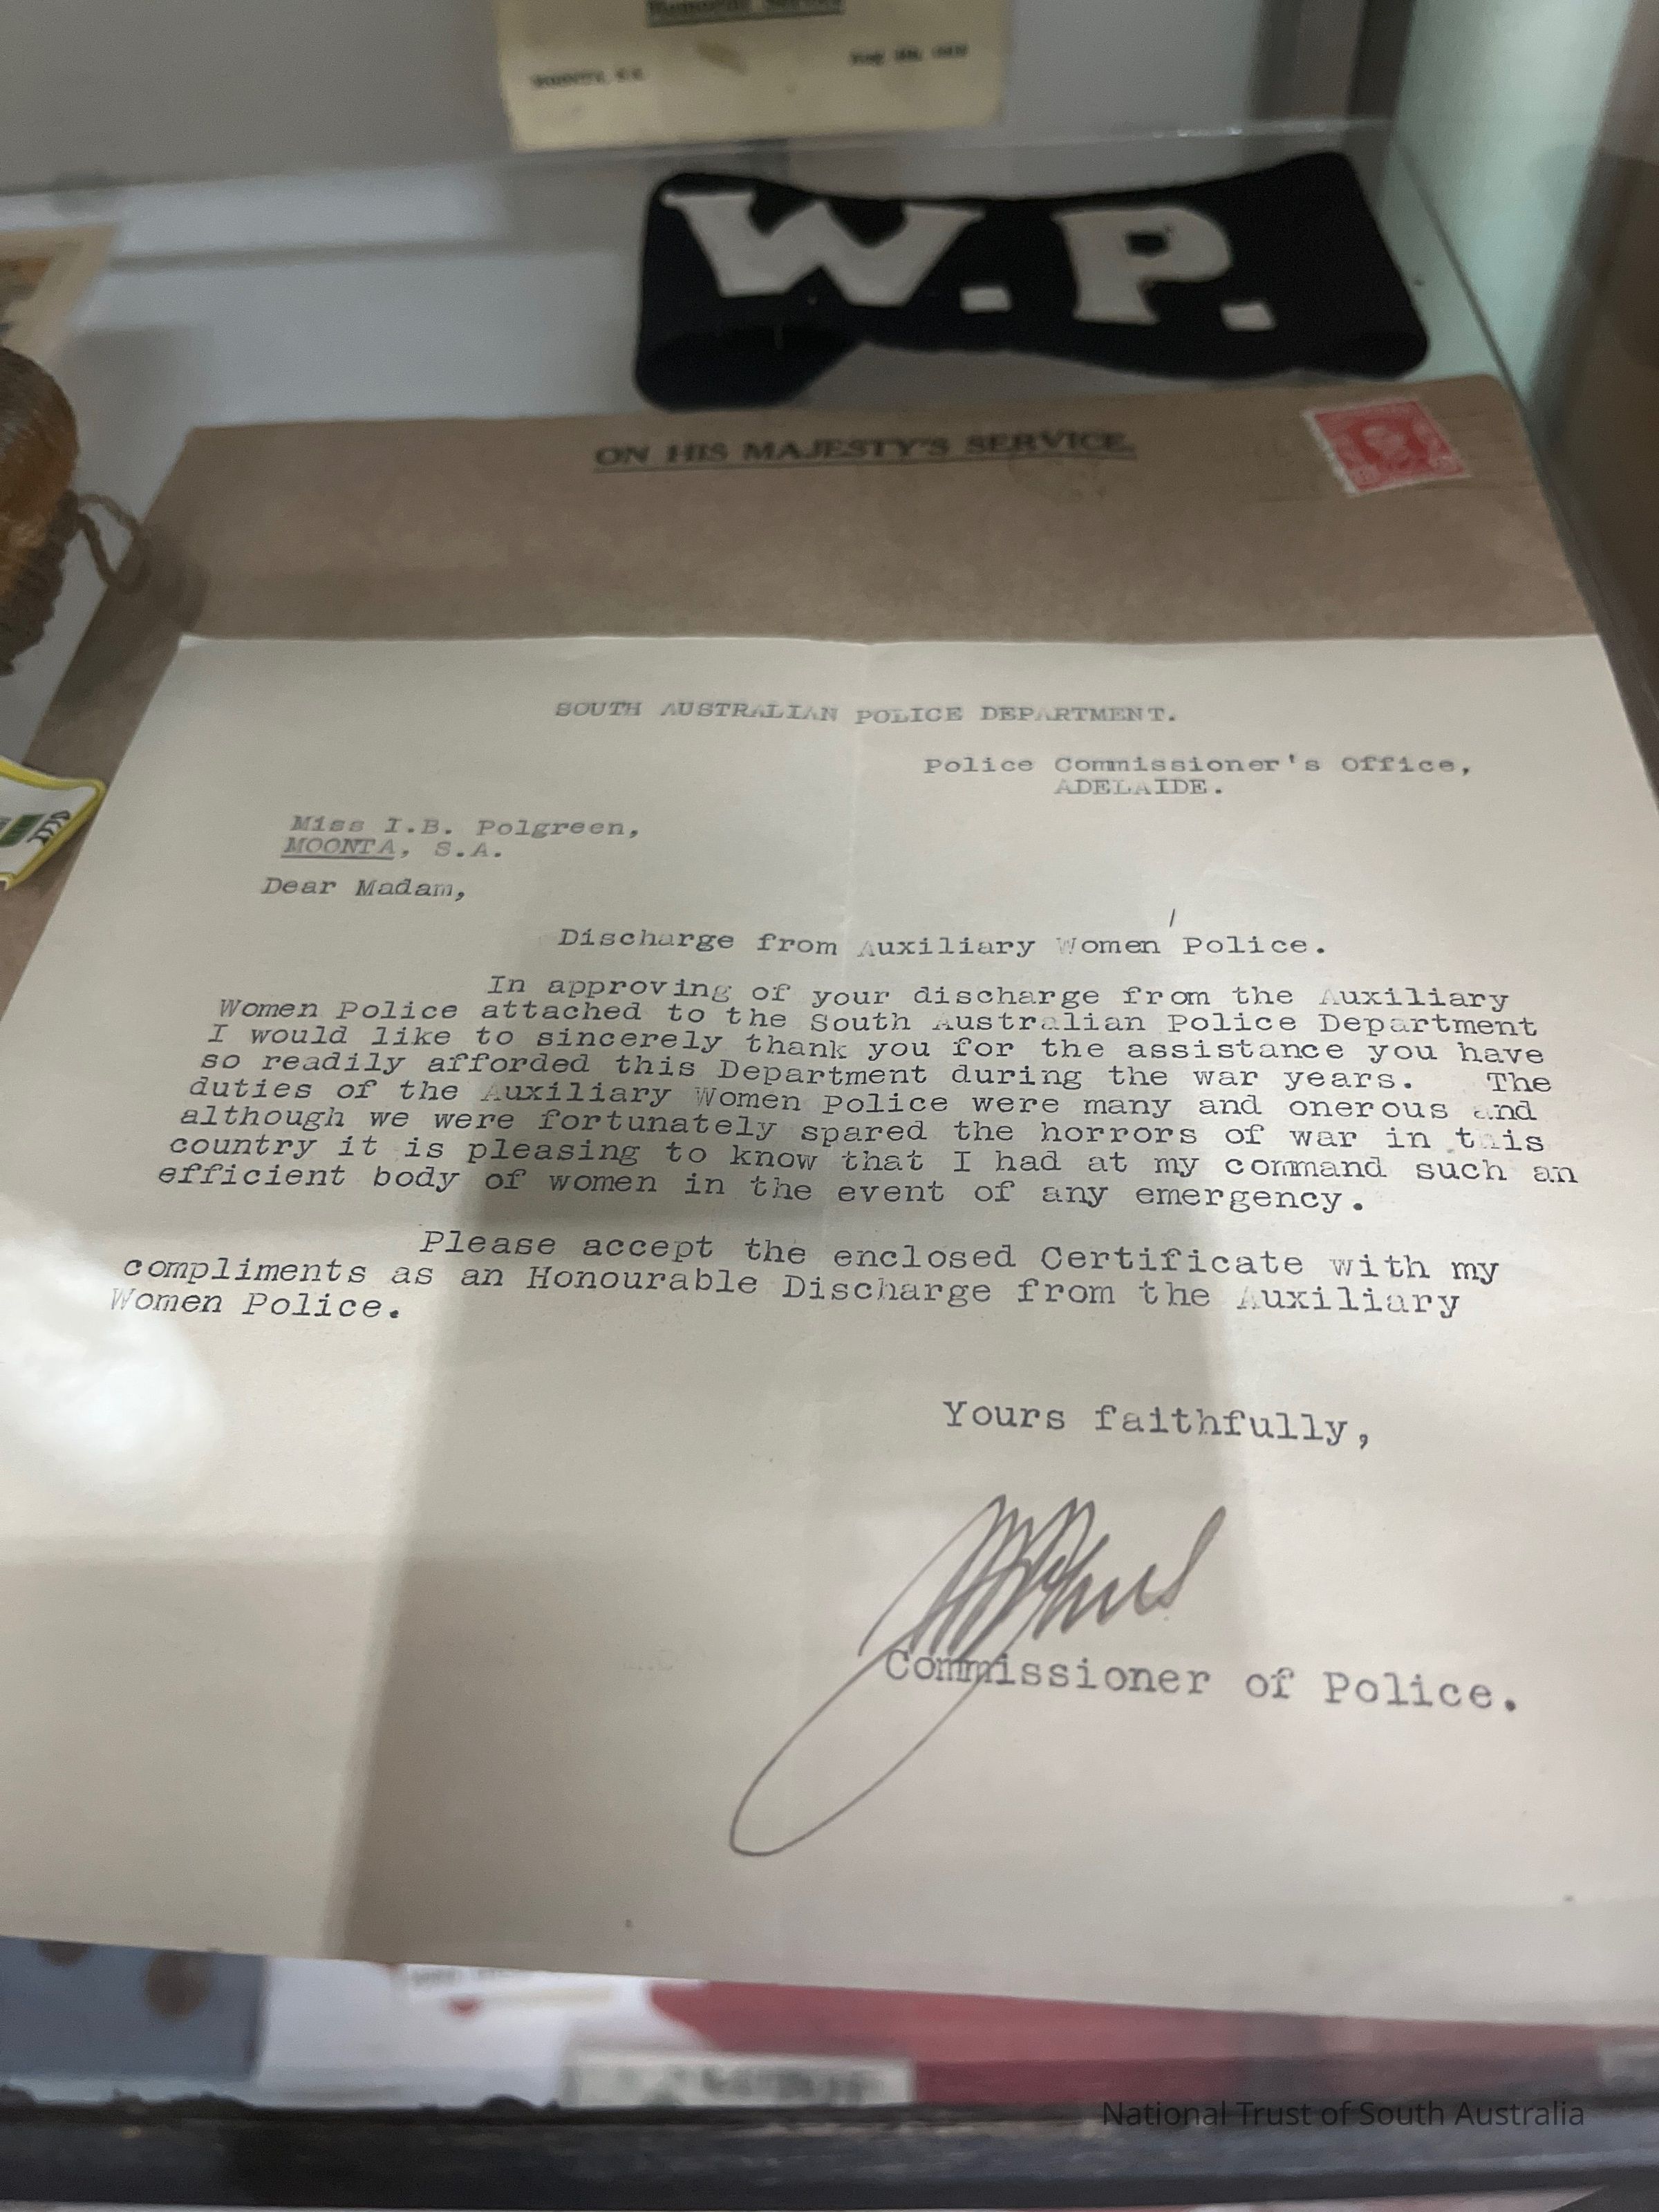 Memorial Service
MOONTA, S.A.
W.P.
ON HIS MAJESTY'S SERVICE.
SOUTH AUSTRALIAN POLICE DEPARTMENT.
Police Commissioner's Office,
ADELAIDE.
Miss I.B. Polgreen,
MOONTA, S.A.
Dear Madam,
Discharge from Auxiliary Women Police.
In approving of your discharge from the Auxiliary
Women Police attached to the South Australian Police Department
I would like to sincerely thank you for the assistance you have
so readily afforded this Department during the war years. The
duties of the Auxiliary Women Police were many and onerous and
although we were fortunately spared the horrors of war in this
country it is pleasing to know that I had at my command such an
efficient body of women in the event of any emergency.
Please accept the enclosed Certificate with my
compliments as an Honourable Discharge from the Auxiliary
Women Police.
Yours faithfully,
Commissioner of Police.
National Trust of South Australia